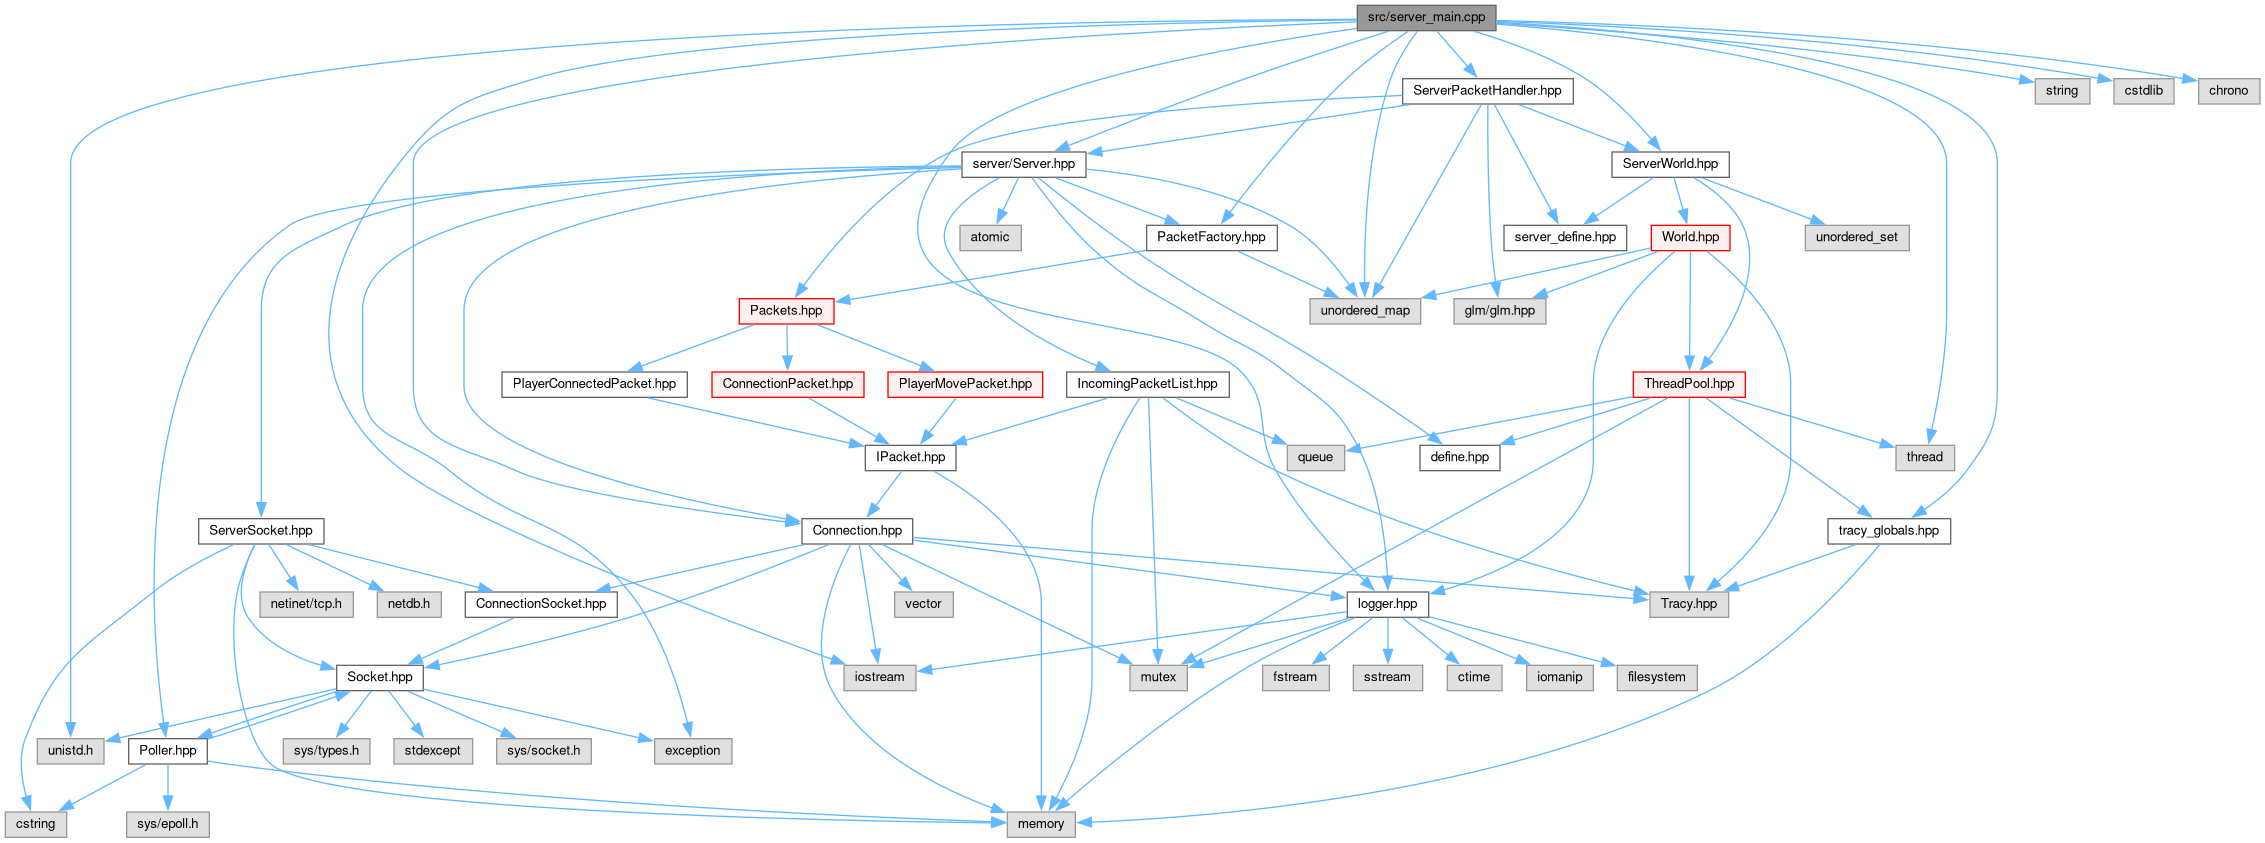 src/server_main.cpp
ServerPacketHandler.hpp
string
cstdlib
chrono
server/Server.hpp
ServerWorld.hpp
atomic
PacketFactory.hpp
server_define.hpp
World.hpp
unordered_set
Packets.hpp
unordered_map
glm/glm.hpp
PlayerConnectedPacket.hpp
ConnectionPacket.hpp
PlayerMovePacket.hpp
IncomingPacketList.hpp
ThreadPool.hpp
IPacket.hpp
queue
define.hpp
thread
ServerSocket.hpp
Connection.hpp
tracy_globals.hpp
netinet/tcp.h
netdb.h
ConnectionSocket.hpp
vector
logger.hpp
Tracy.hpp
Socket.hpp
iostream
mutex
fstream
sstream
ctime
iomanip
filesystem
unistd.h
Poller.hpp
sys/types.h
stdexcept
sys/socket.h
exception
cstring
sys/epoll.h
memory